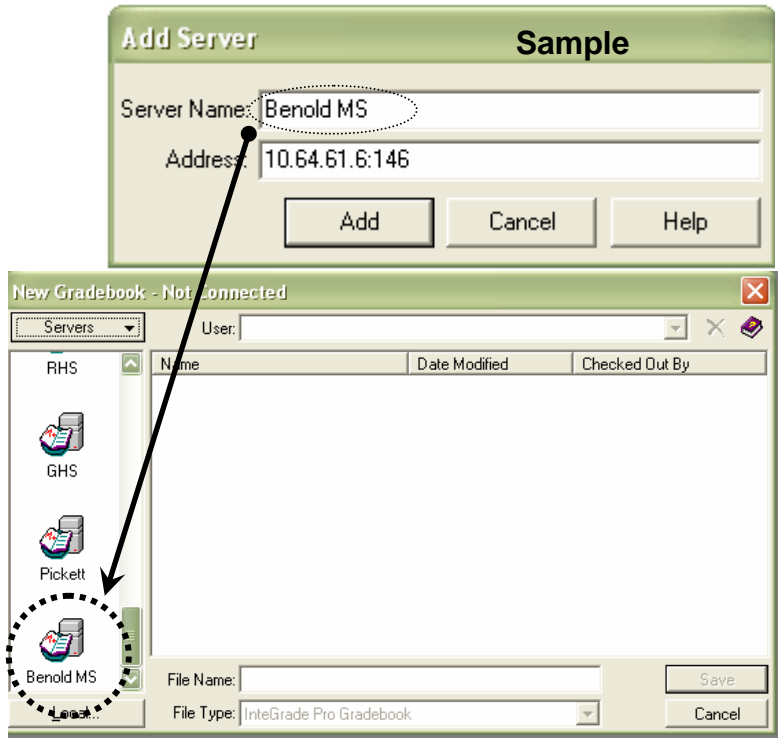 Add Server Sample
Server Name: Benold MS
Address: 10.64.61.6:146
Add Cancel Help
New Gradebook - Not Connected
Servers User:
RHS Name Date Modified Checked Out By
GHS
Pickett
Benold MS File Name: Save
Local... File Type: InteGrade Pro Gradebook Cancel